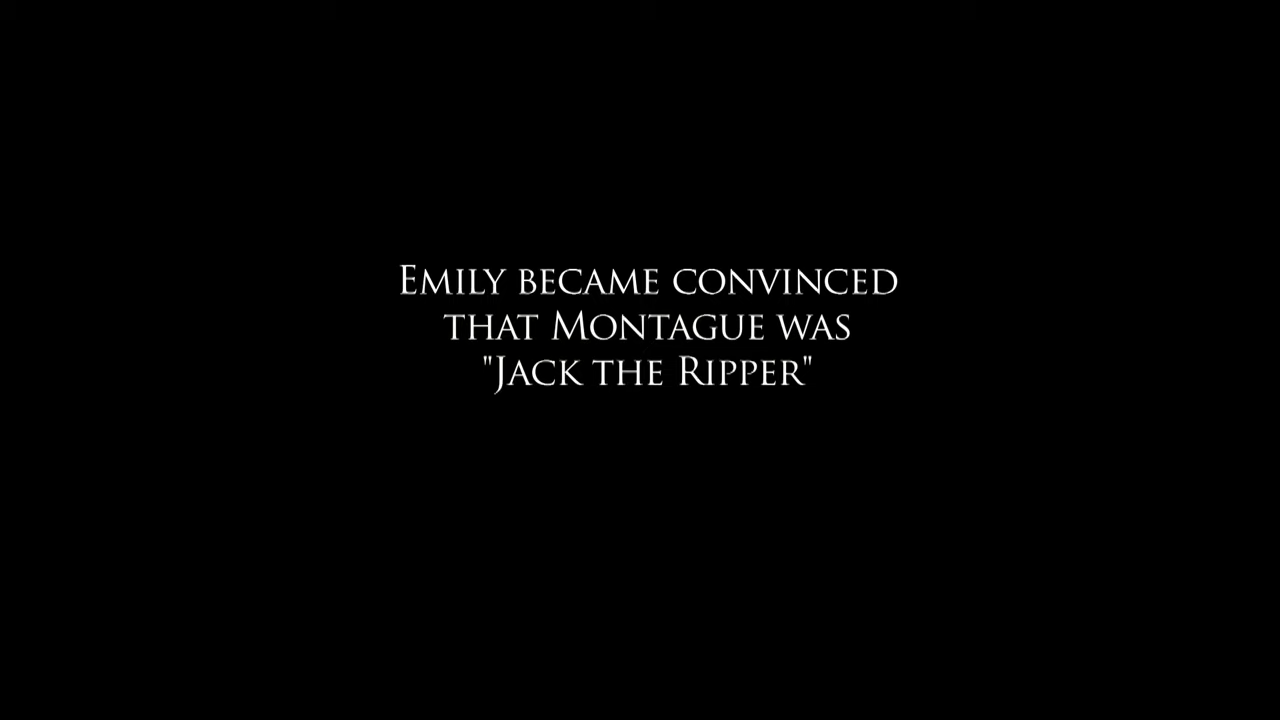 Emily became convinced
that Montague was
"Jack the Ripper"